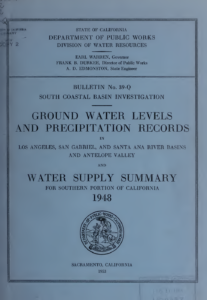 STATE OF CALIFORNIA
DEPARTMENT OF PUBLIC WORKS
DIVISION OF WATER RESOURCES
EARL WARREN, Governor
FRANK B. DURKEE, Director of Public Works
A. D. EDMONSTON, State Engineer
BULLETIN No. 39-Q
SOUTH COASTAL BASIN INVESTIGATION
GROUND WATER LEVELS
AND PRECIPITATION RECORDS
IN
LOS ANGELES, SAN GABRIEL, AND SANTA ANA RIVER BASINS
AND ANTELOPE VALLEY
AND
WATER SUPPLY SUMMARY
FOR SOUTHERN PORTION OF CALIFORNIA
1948
SACRAMENTO, CALIFORNIA